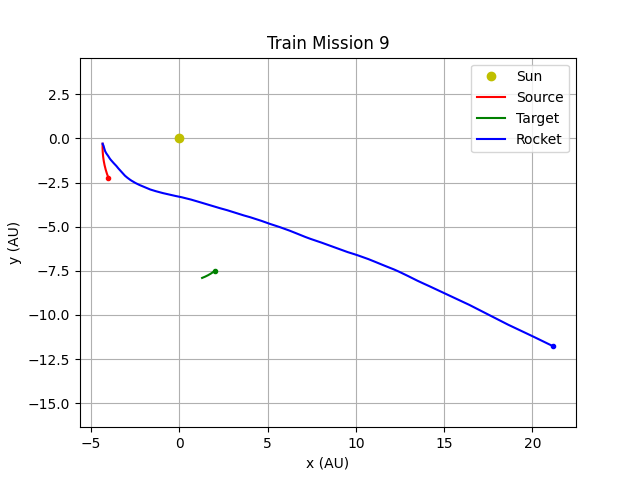 Train Mission 9
Sun
Source
Target
Rocket
2.5
0.0
−2.5
−5.0
−7.5
−10.0
−12.5
−15.0
y (AU)
−5
0
5
10
15
20
x (AU)